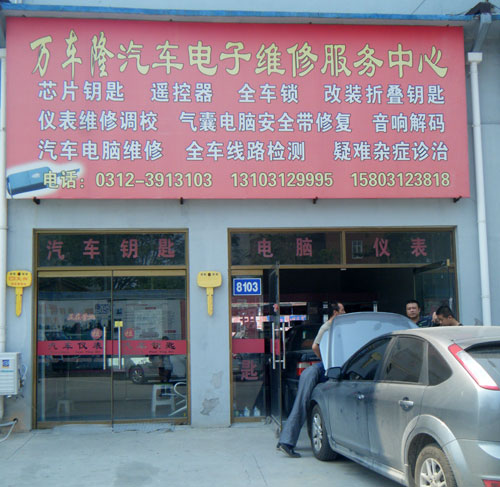 万车隆汽车电子维修服务中心
芯片钥匙 遥控器 全车锁 改装折叠钥匙
仪表维修调校 气囊电脑安全带修复 音响解码
汽车电脑维修 全车线路检测 疑难杂症诊治
电话：0312-3913103 13103129995 15803123818
汽车钥匙 电脑仪表
8103
汽车仪表